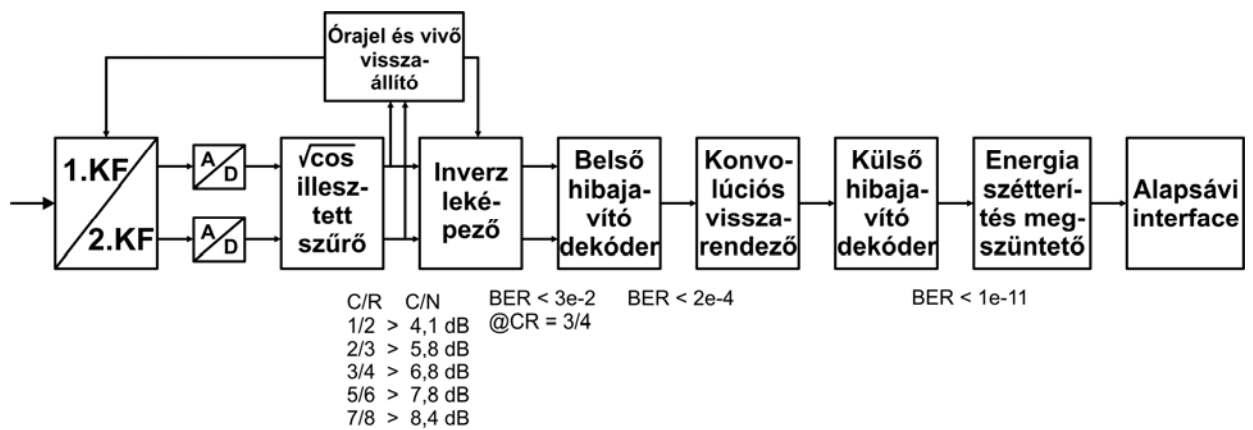 Órajel és vivő
vissza-
állító
1.KF
2.KF
A
D
A
D
√cos
illesz-
tett
szűrő
Inverz
leké-
pező
Belső
hibaja-
vító
dekóder
Konvo-
lúciós
vissza-
rendező
Külső
hibaja-
vító
dekóder
Energia
szétterí-
tés meg-
szüntető
Alapsávi
interface
C/R C/N
1/2 > 4,1 dB
2/3 > 5,8 dB
3/4 > 6,8 dB
5/6 > 7,8 dB
7/8 > 8,4 dB
BER < 3e-2
@CR = 3/4
BER < 2e-4
BER < 1e-11